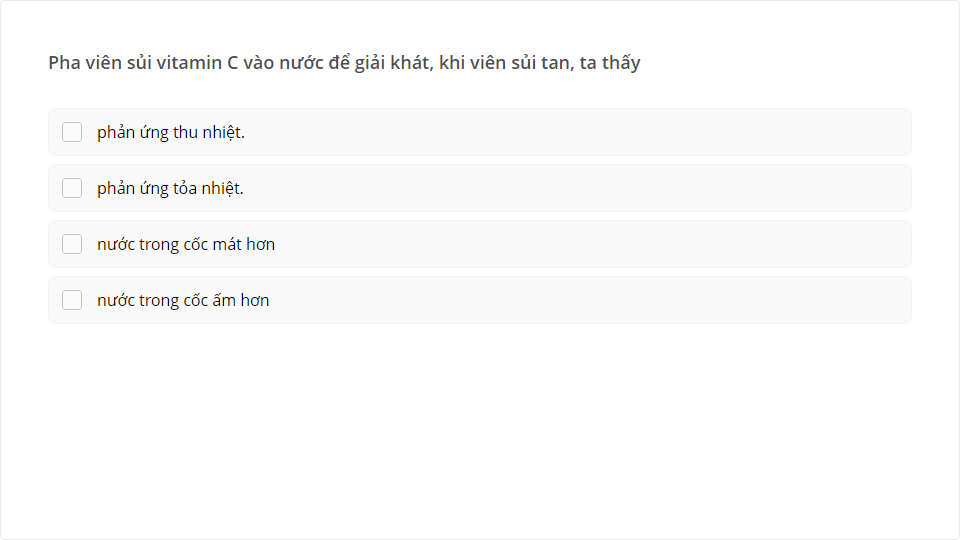 Pha viên sủi vitamin C vào nước để giải khát, khi viên sủi tan, ta thấy
phản ứng thu nhiệt.
phản ứng tỏa nhiệt.
nước trong cốc mát hơn
nước trong cốc ấm hơn